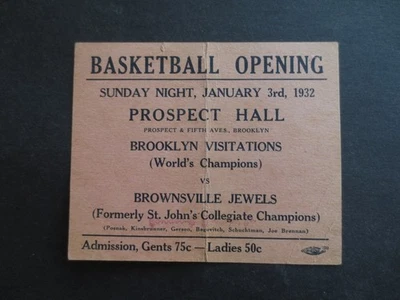 BASKETBALL OPENING
SUNDAY NIGHT, JANUARY 3rd, 1932
PROSPECT HALL
PROSPECT & FIFTH AVES., BROOKLYN
BROOKLYN VISITATIONS
(World's Champions)
VS
BROWNSVILLE JEWELS
(Formerly St. John's Collegiate Champions)
(Posnak, Kinsbrunner, Gerson, Begovitch, Schuckman, Joe Brennan)
Admission, Gents 75c — Ladies 50c